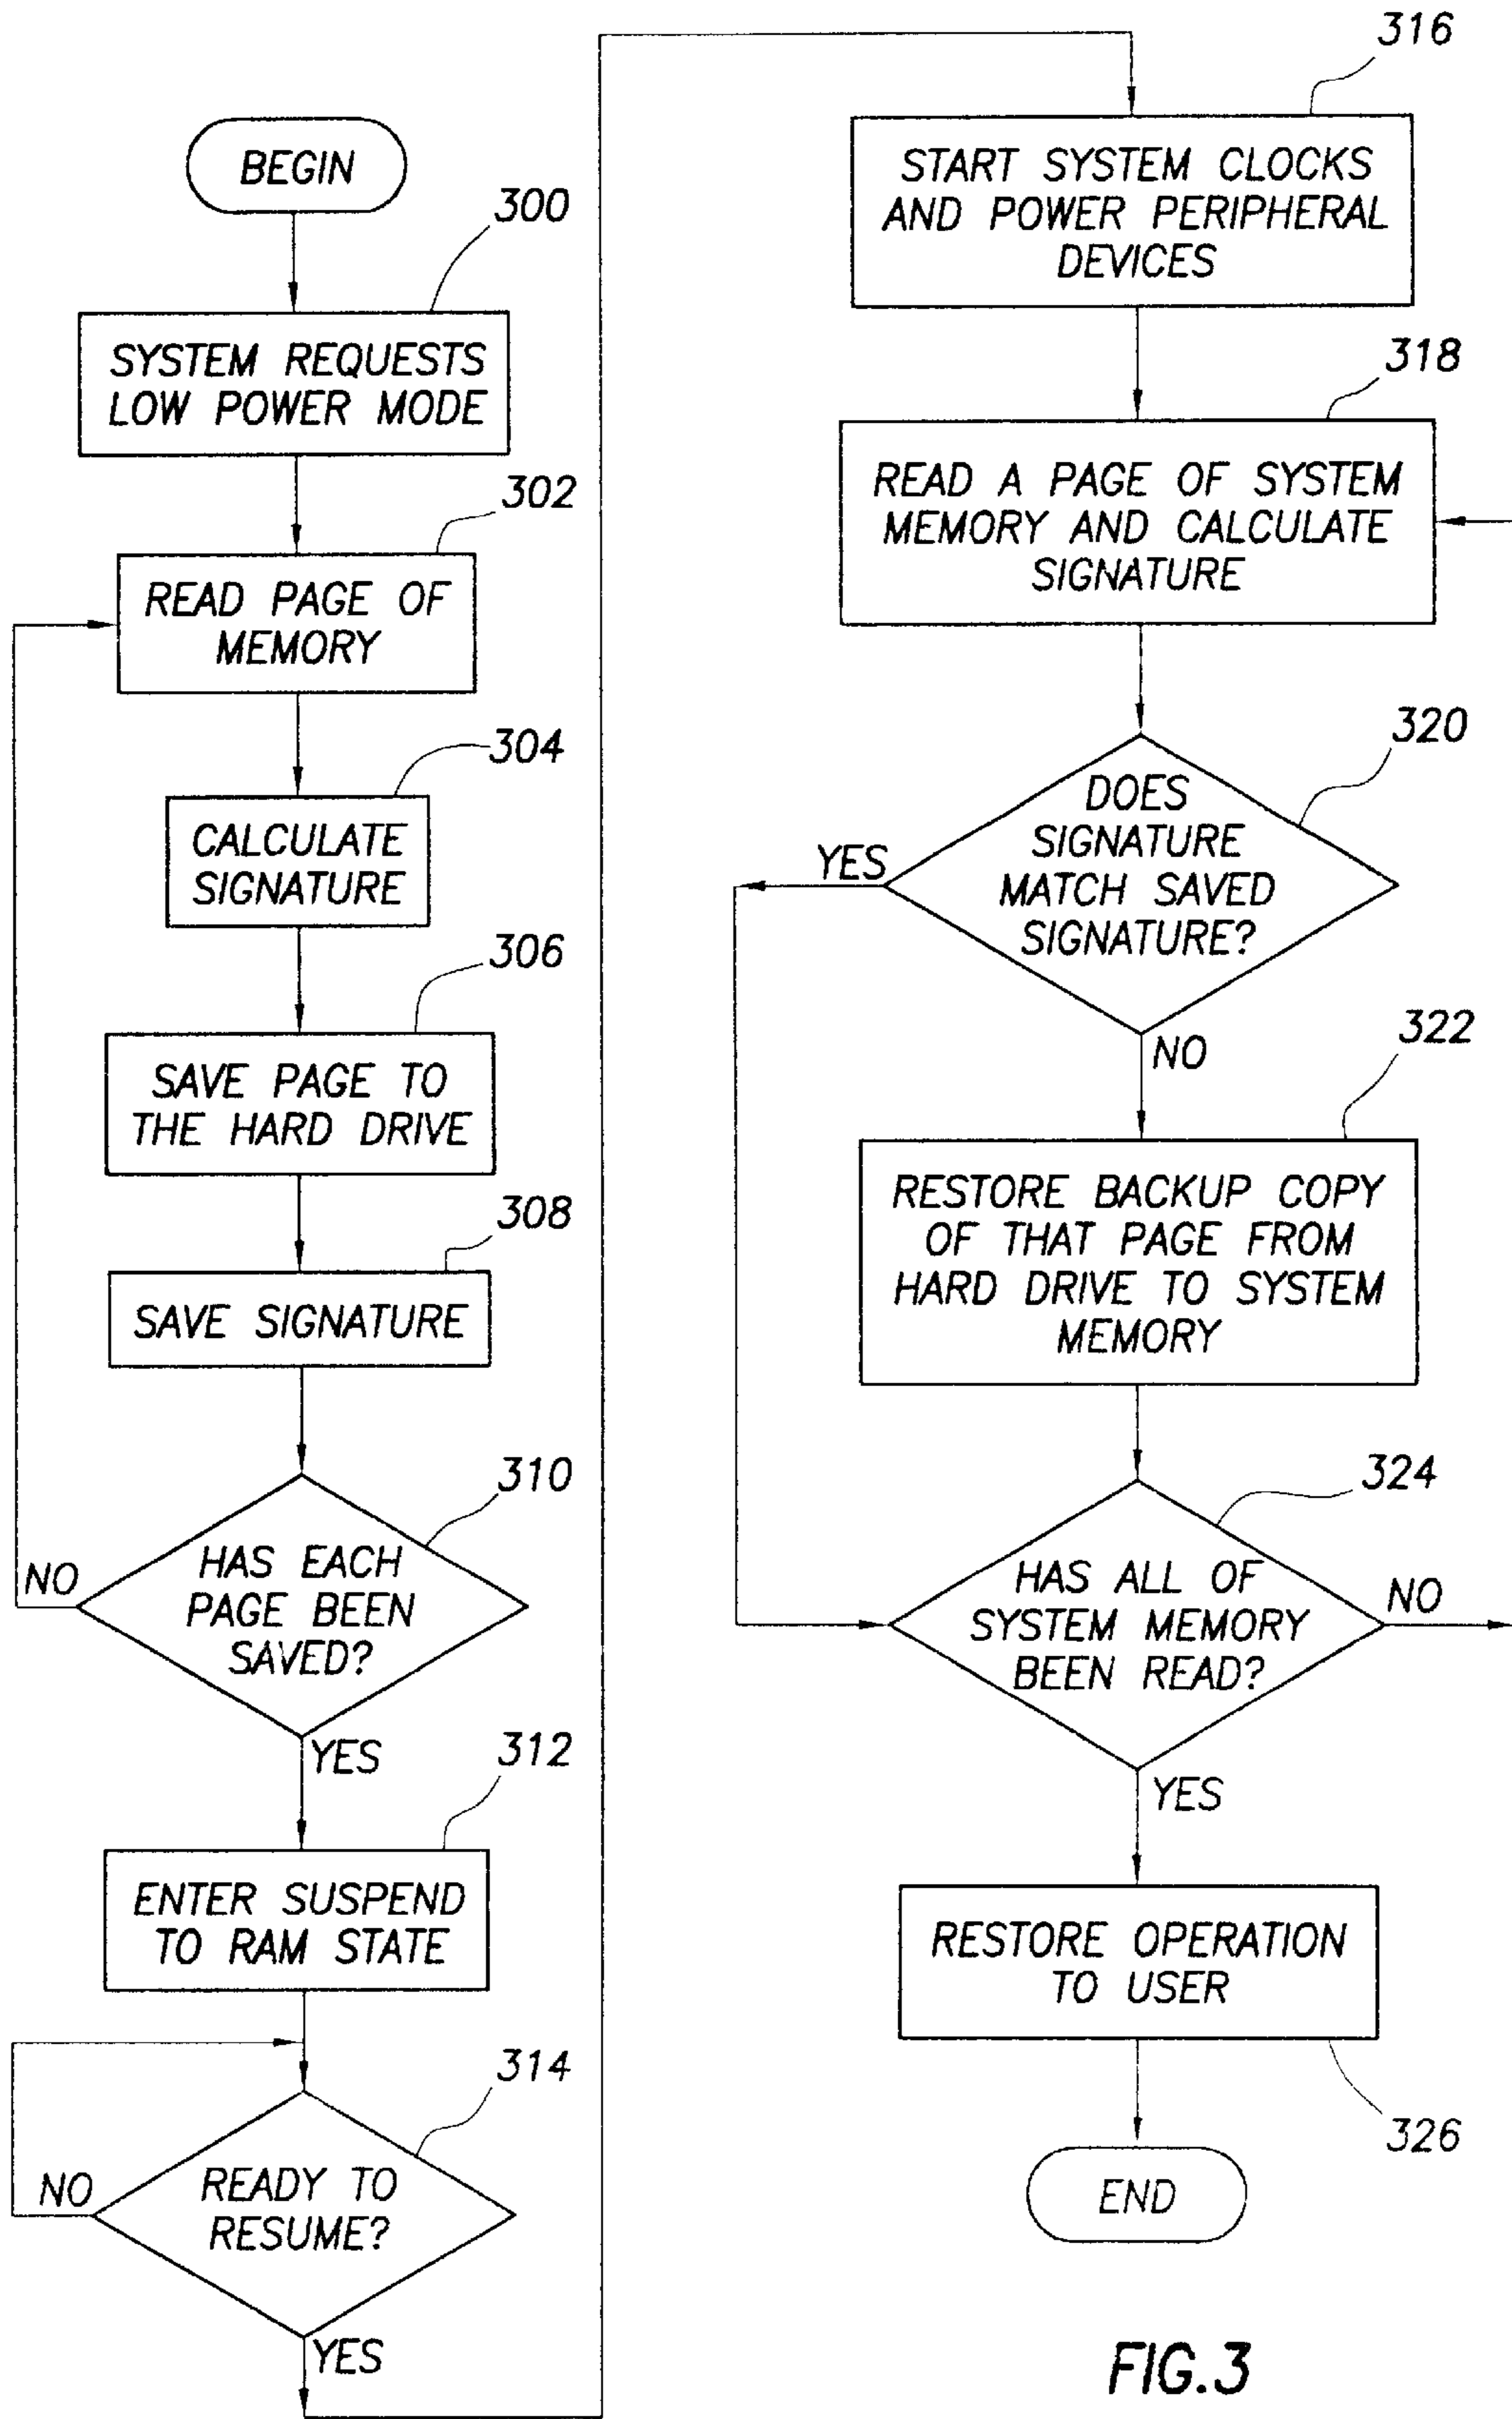 BEGIN
300
SYSTEM REQUESTS
LOW POWER MODE
302
READ PAGE OF
MEMORY
304
CALCULATE
SIGNATURE
306
SAVE PAGE TO
THE HARD DRIVE
308
SAVE SIGNATURE
310
HAS EACH
PAGE BEEN
SAVED?
NO
YES
312
ENTER SUSPEND
TO RAM STATE
314
READY TO
RESUME?
NO
YES
316
START SYSTEM CLOCKS
AND POWER PERIPHERAL
DEVICES
318
READ A PAGE OF SYSTEM
MEMORY AND CALCULATE
SIGNATURE
320
DOES
SIGNATURE
MATCH SAVED
SIGNATURE?
YES
NO
322
RESTORE BACKUP COPY
OF THAT PAGE FROM
HARD DRIVE TO SYSTEM
MEMORY
324
HAS ALL OF
SYSTEM MEMORY
BEEN READ?
NO
YES
RESTORE OPERATION
TO USER
326
END
FIG.3